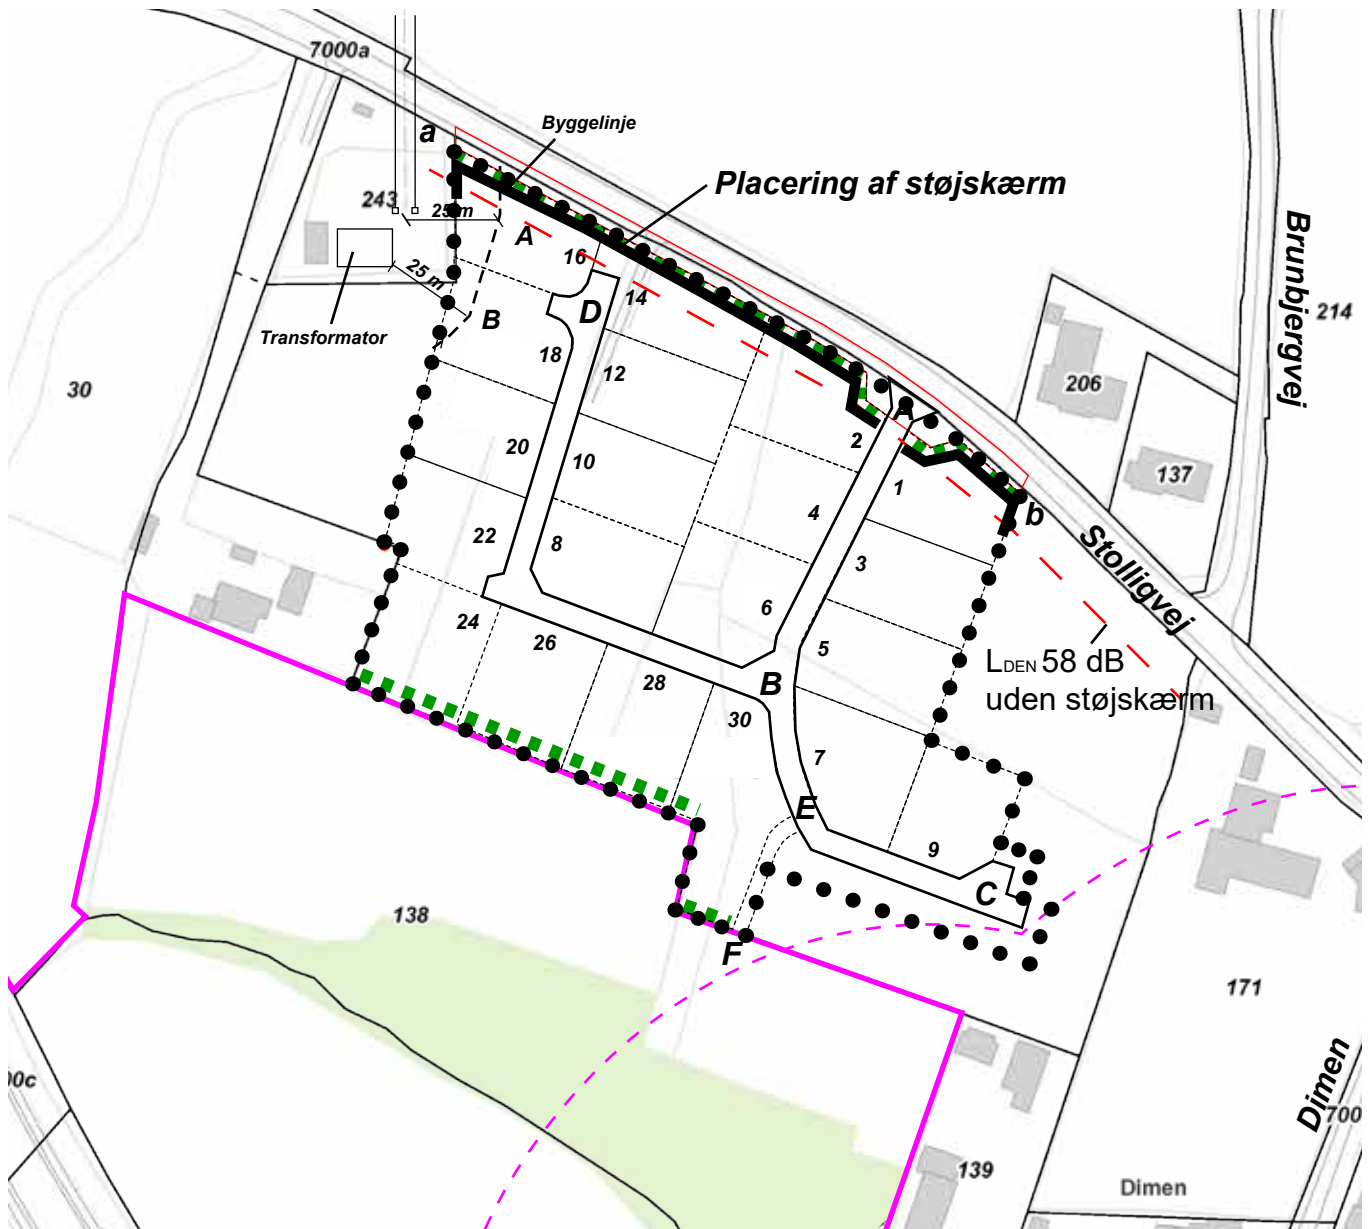 7000a
Byggelinje
a
Placering af støjskærm
243
25 m
A
16
Brunbjergvej
25 m
D
14
214
B
Transformator
18
12
30
206
A
2
20
10
137
1
4
b
22
8
3
Stolligvej
6
24
26
5
LDEN 58 dB
28
B
uden støjskærm
30
7
E
9
C
138
F
171
Dimen
00c
700
139
Dimen